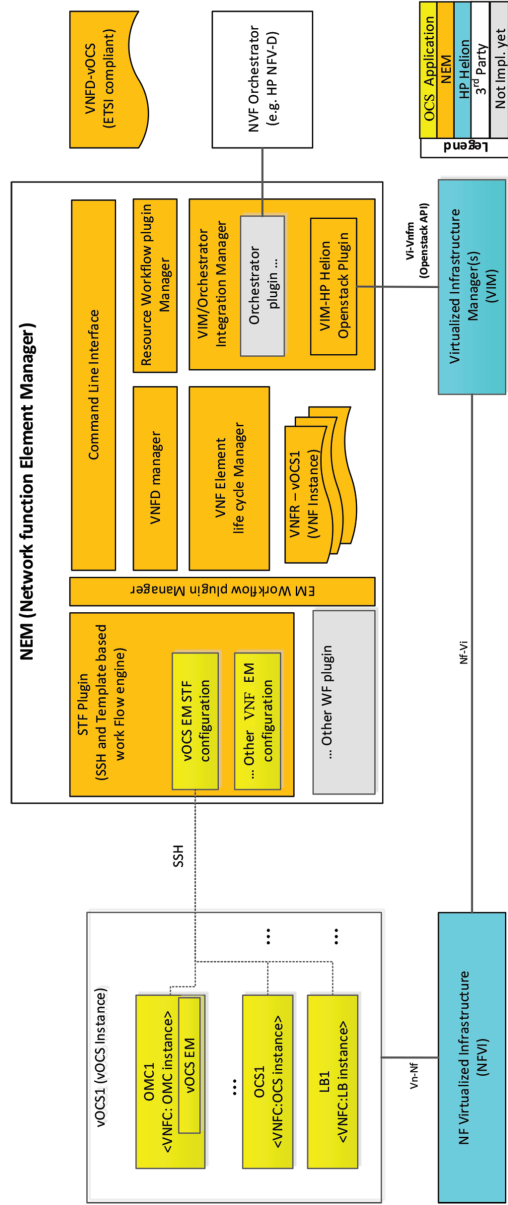 vOCS1 (vOCS Instance)
OMC1
<VNFC: OMC instance>
vOCS EM
...
OCS1
<VNFC:OCS instance>
...
LB1
<VNFC:LB instance>
...
SSH
NEM (Network function Element Manager)
STF Plugin
(SSH and Template based
work Flow engine)
vOCS EM STF
configuration
... Other VNF EM
configuration
... Other WF plugin
EM Workflow plugin Manager
Command Line Interface
VNFD manager
Resource Workflow plugin
Manager
VNF Element
life cycle Manager
VIM/Orchestrator
Integration Manager
Orchestrator
plugin ...
VIM-HP Helion
Openstack Plugin
VNFR – vOCS1
(VNF Instance)
VNFD-vOCS
(ETSI compliant)
NVF Orchestrator
(e.g. HP NFV-D)
Vn-Nf
NF Virtualized Infrastructure
(NFVI)
Nf-Vi
Vi-Vnfm
(Openstack API)
Virtualized Infrastructure
Manager(s)
(VIM)
Legend
OCS Application
NEM
HP Helion
3rd Party
Not Impl. yet